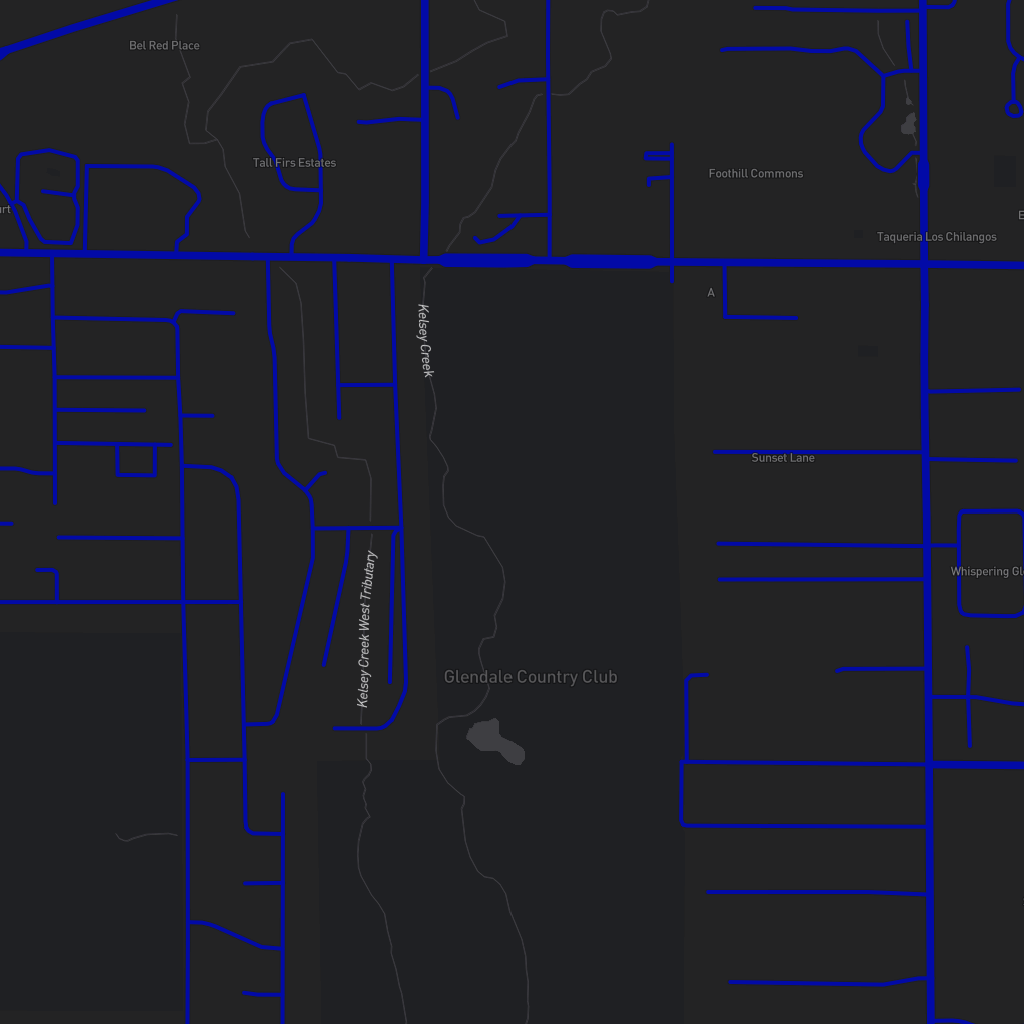 Bel Red Place
Tall Firs Estates
Foothill Commons
Taqueria Los Chilangos
A
Kelsey Creek
Sunset Lane
Kelsey Creek West Tributary
Glendale Country Club